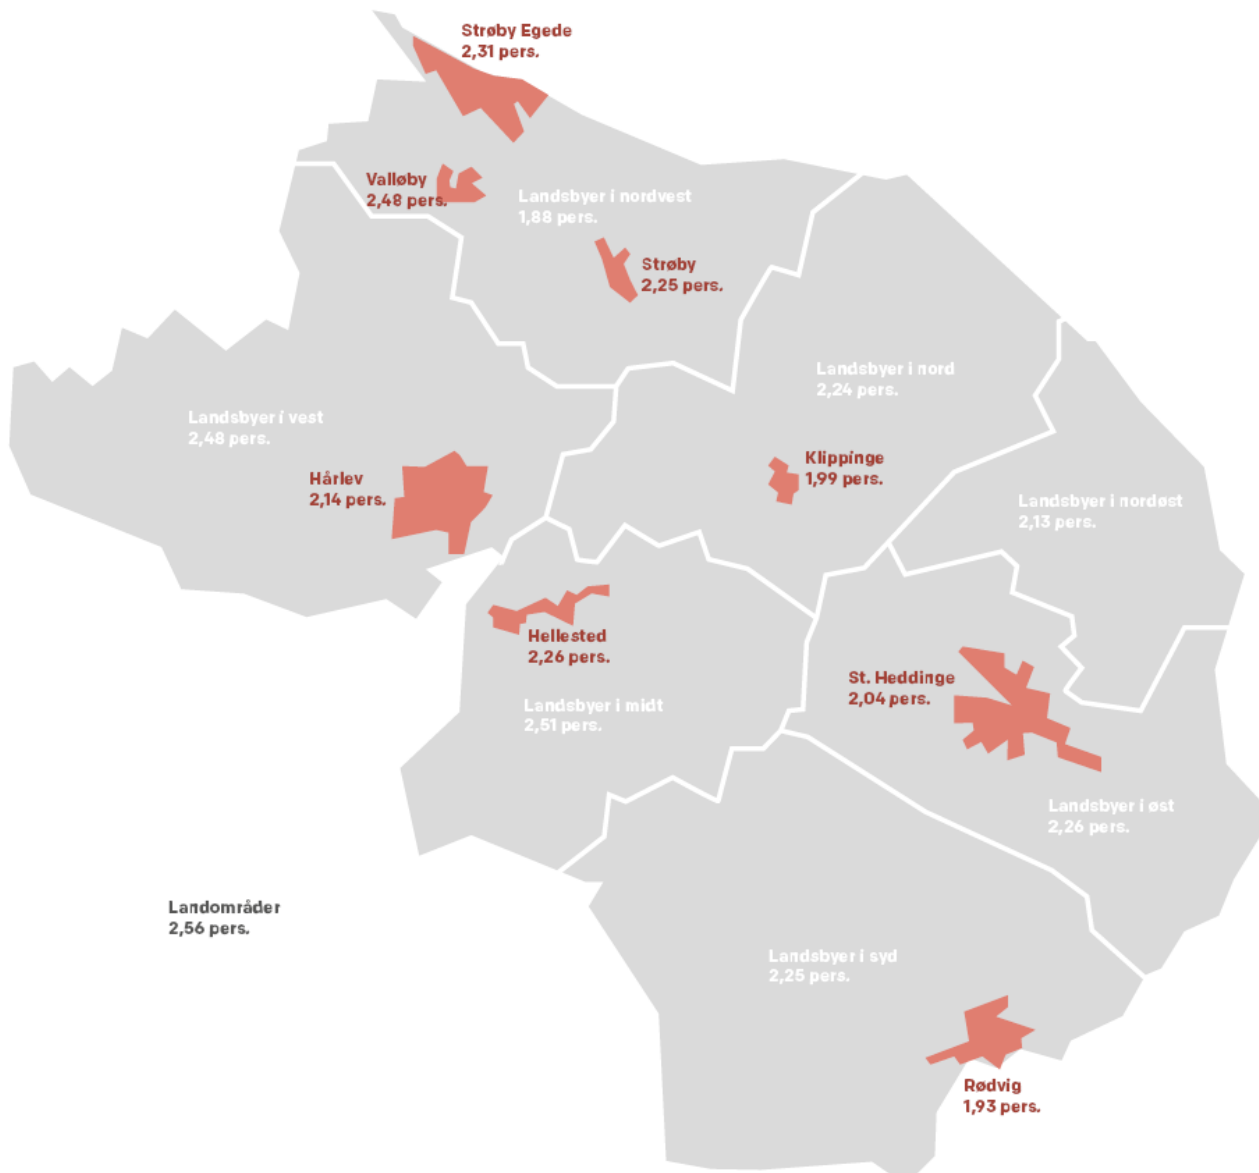 Strøby Egede
2,31 pers.
Valløby
2,48 pers.
Landsbyer i nordvest
1,88 pers.
Strøby
2,25 pers.
Landsbyer i nord
2,24 pers.
Landsbyer i vest
2,48 pers.
Hårlev
2,14 pers.
Klippinge
1,99 pers.
Landsbyer i nordøst
2,13 pers.
Hellested
2,26 pers.
St. Heddinge
2,04 pers.
Landsbyer i midt
2,51 pers.
Landsbyer i øst
2,26 pers.
Landområder
2,56 pers.
Landsbyer i syd
2,25 pers.
Rødvig
1,93 pers.